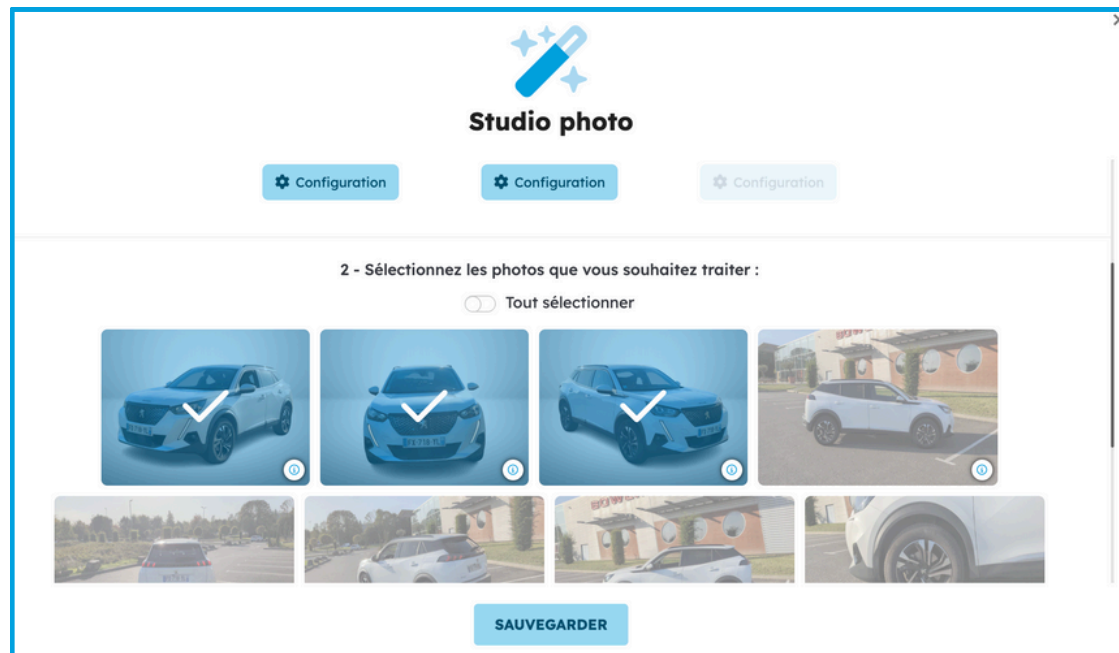 Studio photo
Configuration
Configuration
Configuration
2 - Sélectionnez les photos que vous souhaitez traiter :
Tout sélectionner
SAUVEGARDER